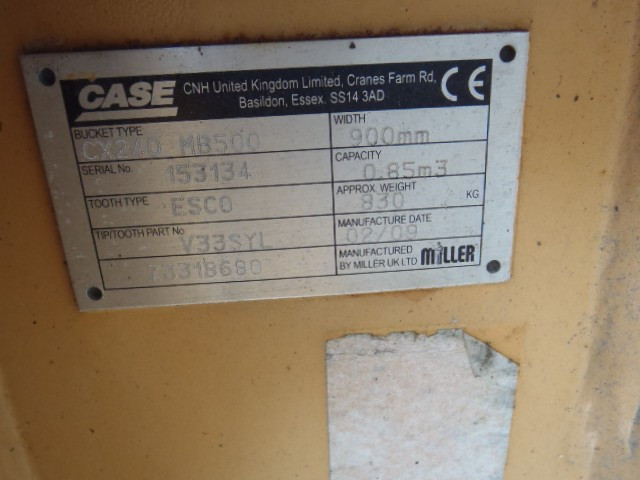 CASE
CNH United Kingdom Limited, Cranes Farm Rd,
Basildon, Essex. SS14 3AD
CE
BUCKET TYPE
CX240 MB500
SERIAL No.
153134
TOOTH TYPE
ESCO
TIP/TOOTH PART No
V33SYL
WIDTH
900mm
CAPACITY
0.85m3
APPROX. WEIGHT
830 KG
MANUFACTURE DATE
02/09
MANUFACTURED
BY MILLER UK LTD
MILLER